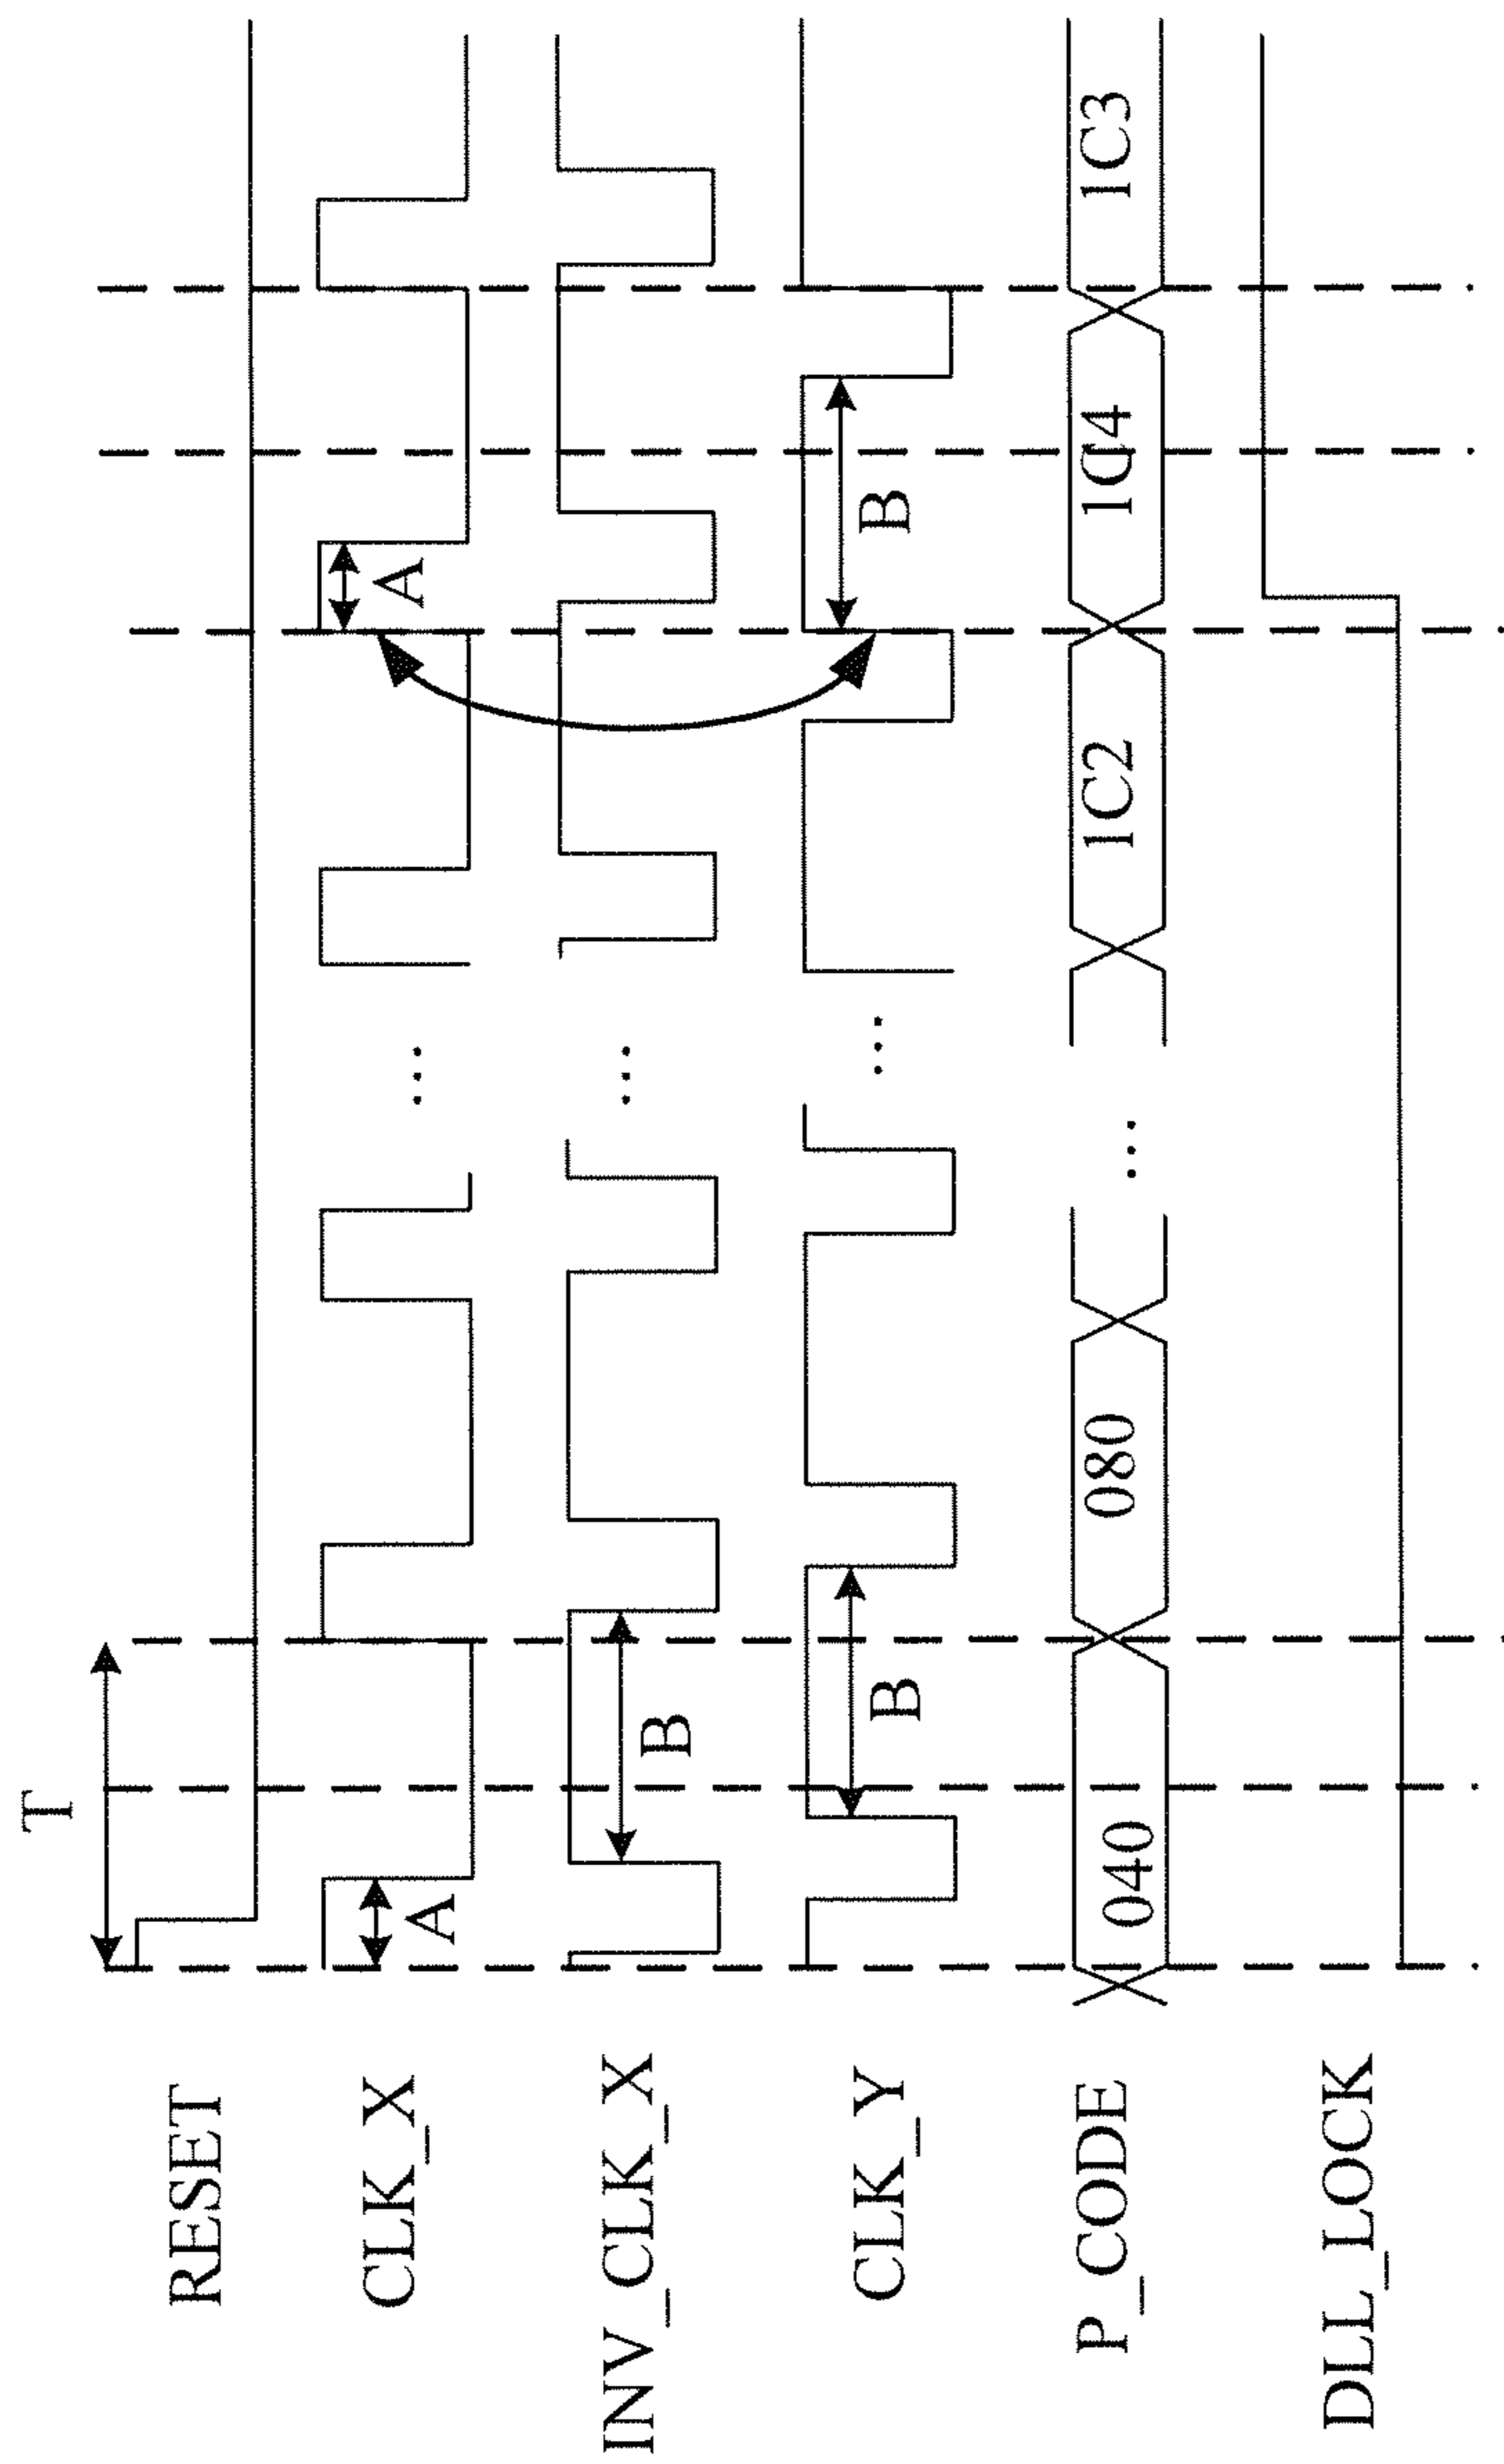 T
RESET
CLK_X
A
A
INV_CLK_X
B
CLK_Y
B
B
P_CODE
040
080
...
1C2
1C4
1C3
DLL_LOCK